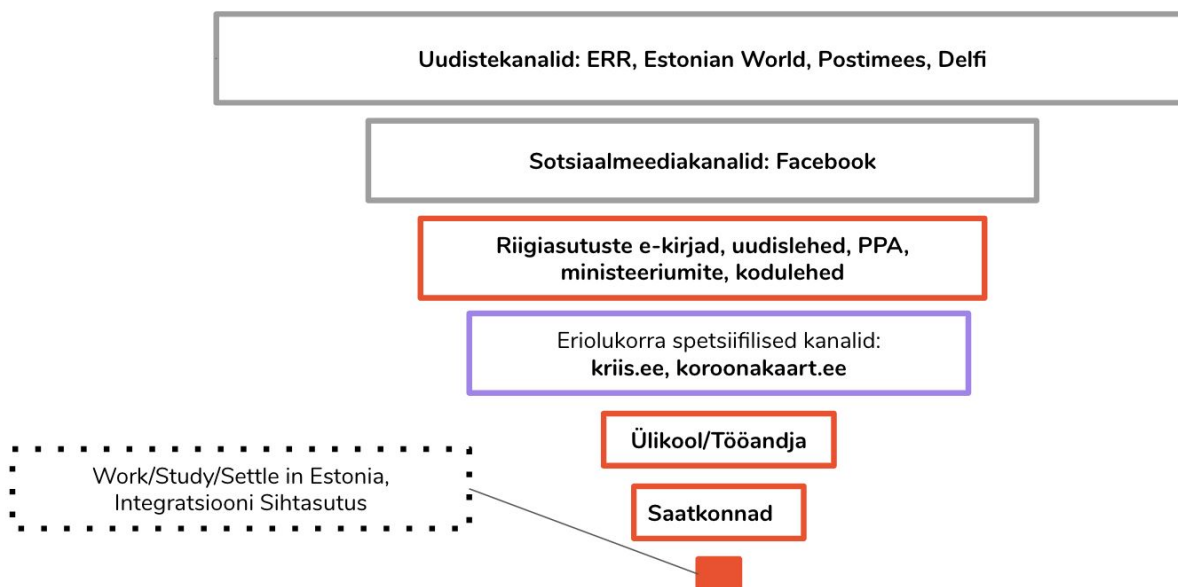 Uudistekanalid: ERR, Estonian World, Postimees, Delfi
Sotsiaalmeediakanalid: Facebook
Riigiasutuste e-kirjad, uudislehed, PPA,
ministeeriumite, kodulehed
Eriolukorra spetsiifilised kanalid:
kriis.ee, koroonakaart.ee
Ülikool/Tööandja
Work/Study/Settle in Estonia,
Integratsiooni Sihtasutus
Saatkonnad